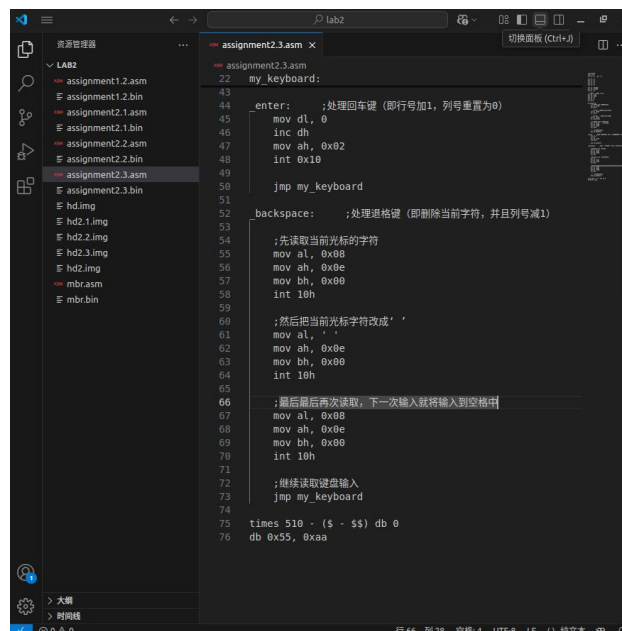 lab2
切换面板 (Ctrl+J)
资源管理器
LAB2
assignment1.2.asm
assignment1.2.bin
assignment2.1.asm
assignment2.1.bin
assignment2.2.asm
assignment2.2.bin
assignment2.3.asm
assignment2.3.bin
hd.img
hd2.1.img
hd2.2.img
hd2.3.img
hd2.img
mbr.asm
mbr.bin
大纲
时间线
assignment2.3.asm
assignment2.3.asm
22 my_keyboard:
43
44 _enter: ;处理回车键（即行号加1，列号重置为0）
45 mov dl, 0
46 inc dh
47 mov ah, 0x02
48 int 0x10
49
50 jmp my_keyboard
51
52 _backspace: ;处理退格键（即删除当前字符，并且列号减1）
53
54 ;先读取当前光标的字符
55 mov al, 0x08
56 mov ah, 0x0e
57 mov bh, 0x00
58 int 10h
59
60 ;然后把当前光标字符改成’ ‘
61 mov al, ' '
62 mov ah, 0x0e
63 mov bh, 0x00
64 int 10h
65
66 ;最后最后再次读取，下一次输入就将输入到空格中
67 mov al, 0x08
68 mov ah, 0x0e
69 mov bh, 0x00
70 int 10h
71
72 ;继续读取键盘输入
73 jmp my_keyboard
74
75 times 510 - ($ - $$) db 0
76 db 0x55, 0xaa